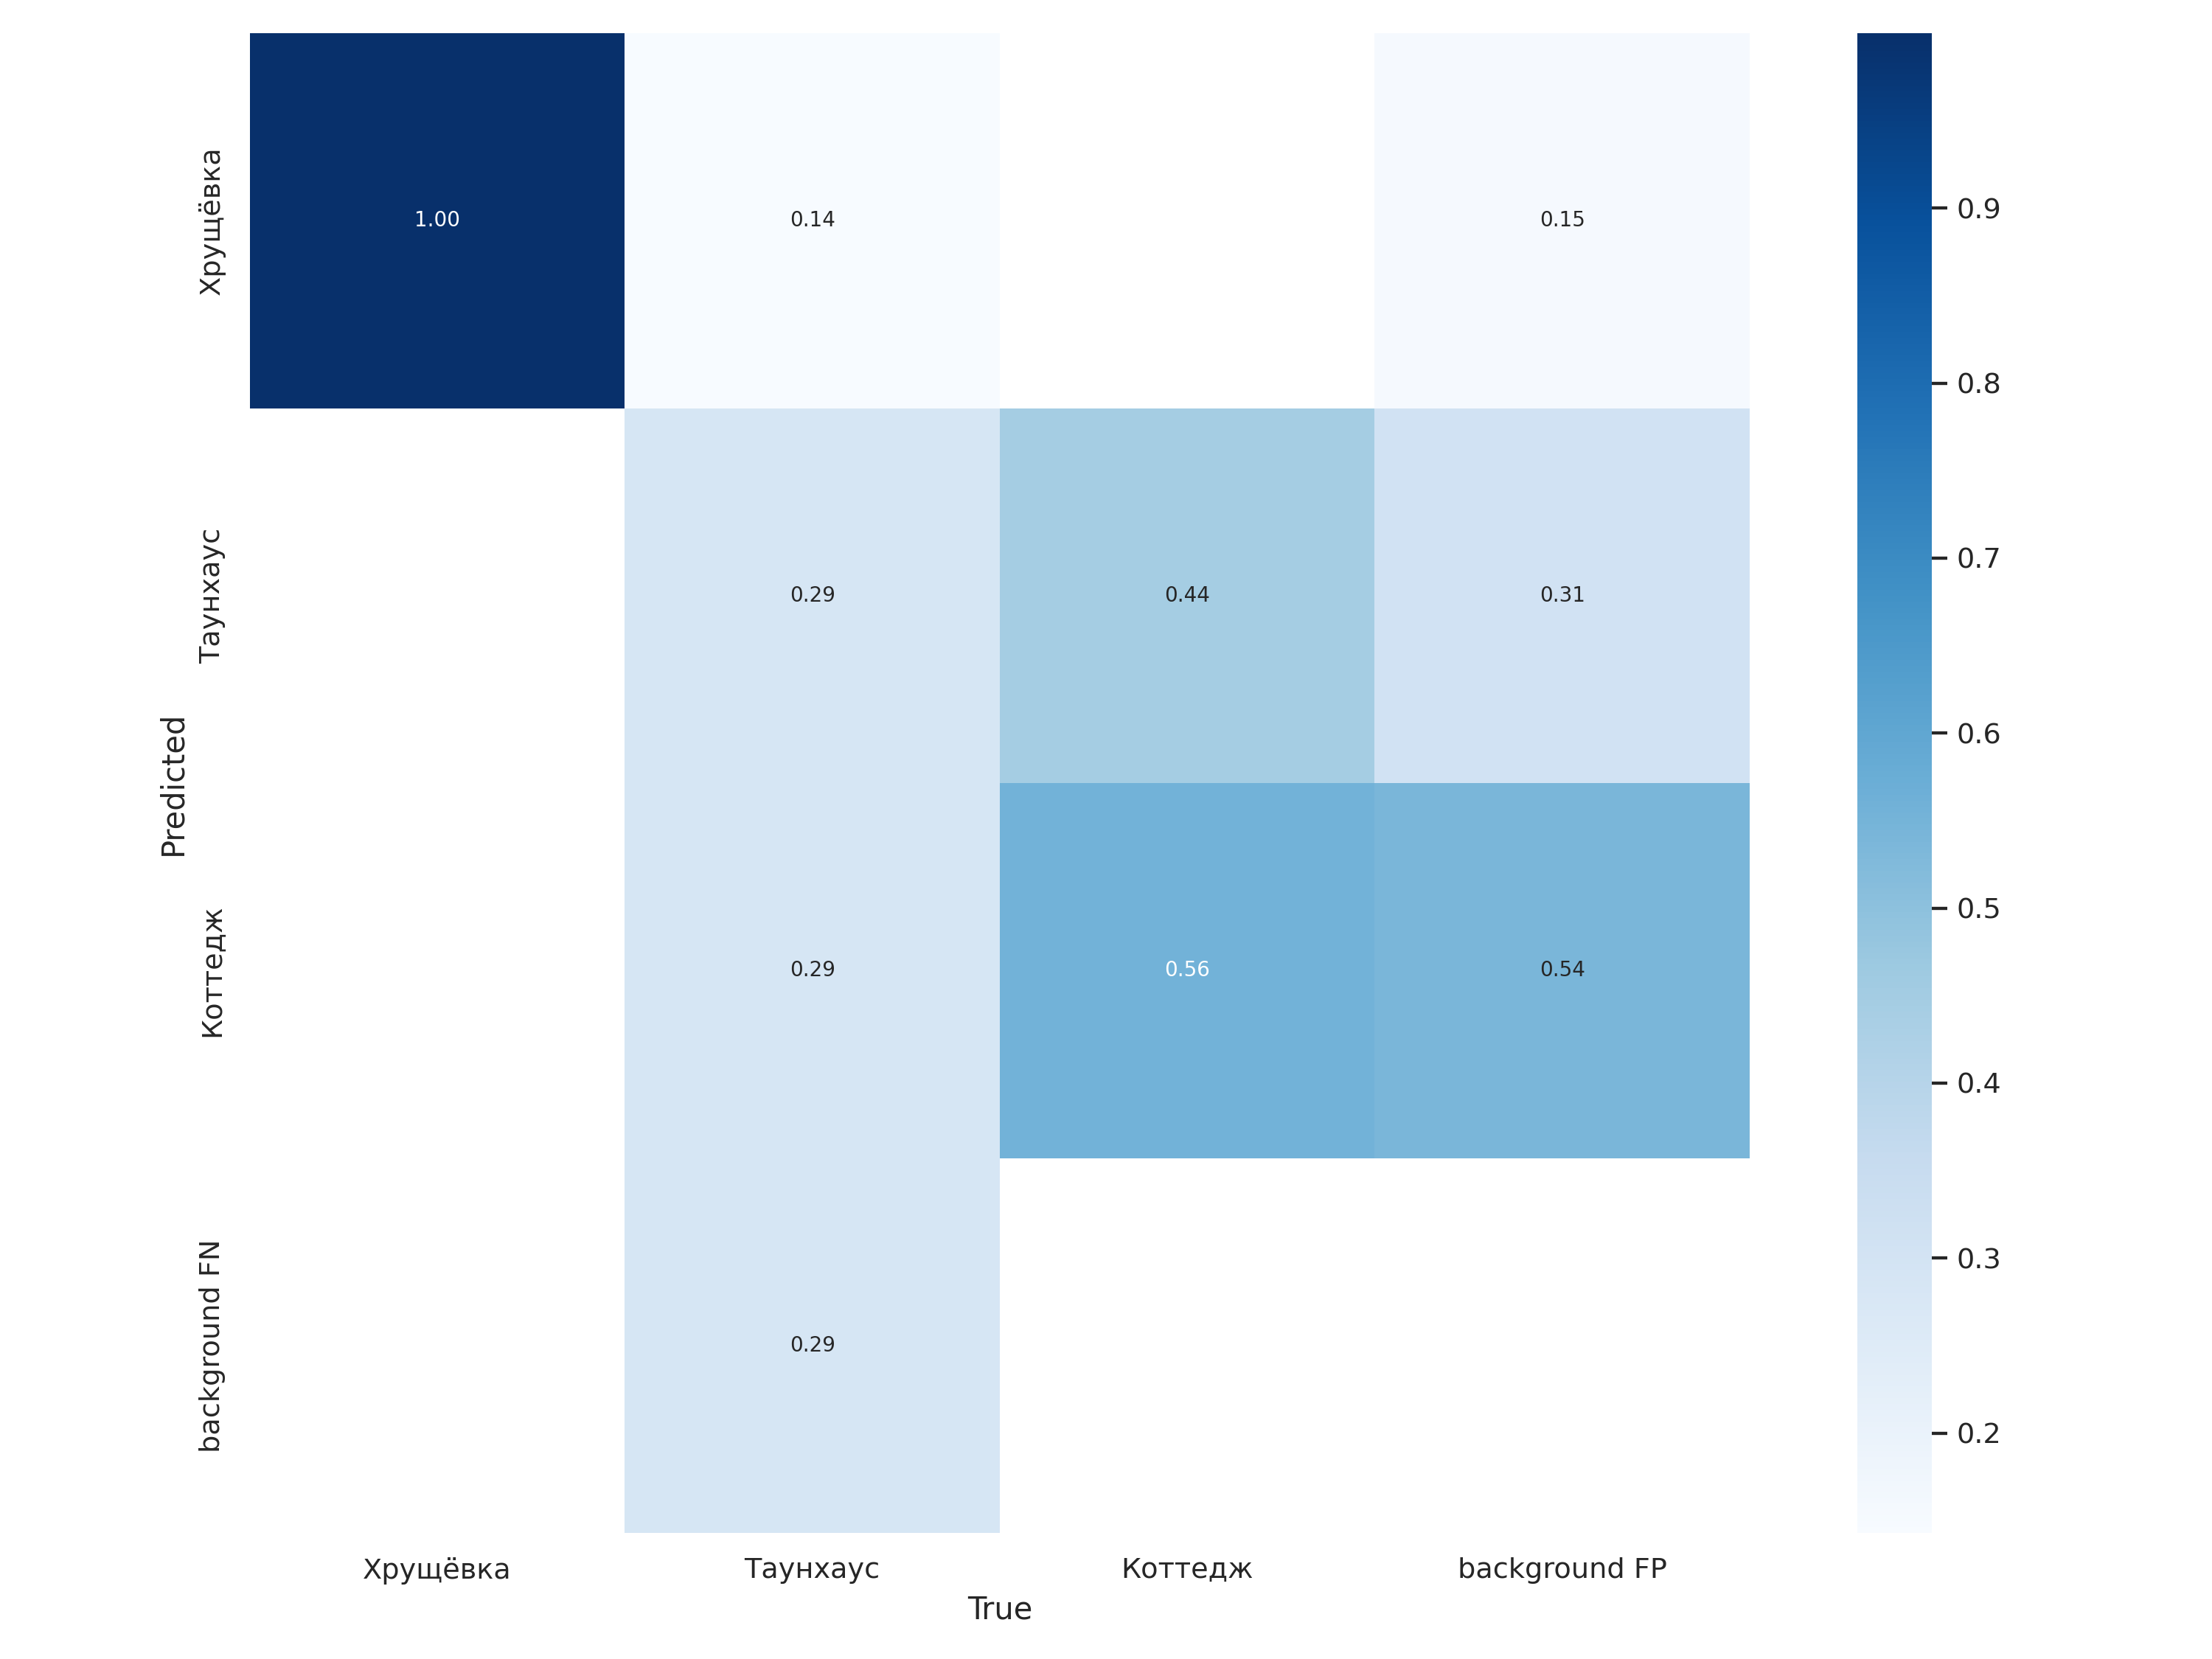 Predicted
Хрущёвка
1.00
0.14
0.15
Таунхаус
0.29
0.44
0.31
Коттедж
0.29
0.56
0.54
background FN
0.29
Хрущёвка
Таунхаус
Коттедж
background FP
True
0.9
0.8
0.7
0.6
0.5
0.4
0.3
0.2